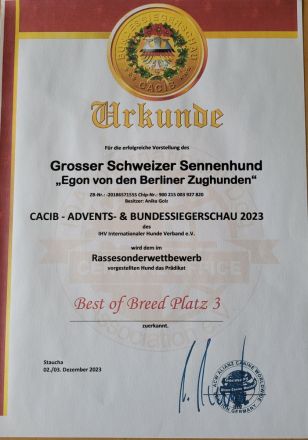 BUNDESSIEGERSCHAU
CACIB
Urkunde
Für die erfolgreiche Vorstellung des
Grosser Schweizer Sennenhund
„Egon von den Berliner Zughunden“
Besitzer: Anika Golz
CACIB - ADVENTS- & BUNDESSIEGERSCHAU 2023
des
IHV Internationaler Hunde Verband e.V.
wird dem im
Rassesonderwettbewerb
vorgestellten Hund das Prädikat
Best of Breed Platz 3
zuerkannt.
Staucha
02./03. Dezember 2023